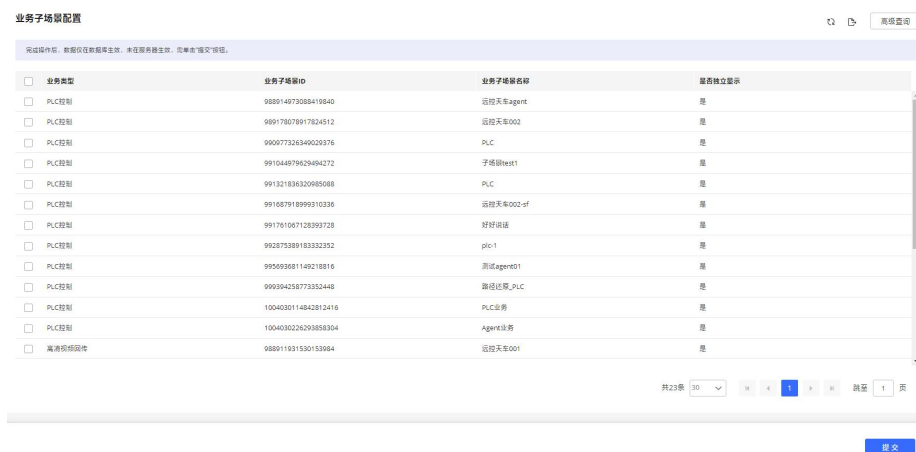 业务子场景配置
高级查询
完成操作后，数据仅在数据库生效，未在服务器生效，需单击“提交”按钮。
业务类型 业务子场景ID 业务子场景名称 是否独立显示
PLC控制 988914973088419840 远控天车agent 是
PLC控制 989178078917824512 远控天车002 是
PLC控制 990977326349029376 PLC 是
PLC控制 991044979629494272 子场景test1 是
PLC控制 991321836320985088 PLC 是
PLC控制 991687918999310336 远控天车002-sf 是
PLC控制 991761067128393728 好好说话 是
PLC控制 992875389183332352 plc-1 是
PLC控制 995693681149218816 测试agent01 是
PLC控制 999394258773352448 路径还原_PLC 是
PLC控制 1004030114842812416 PLC业务 是
PLC控制 1004030226293858304 Agent业务 是
高清视频回传 988911931530153984 远控天车001 是
共23条 30 1 跳至 1 页
提交